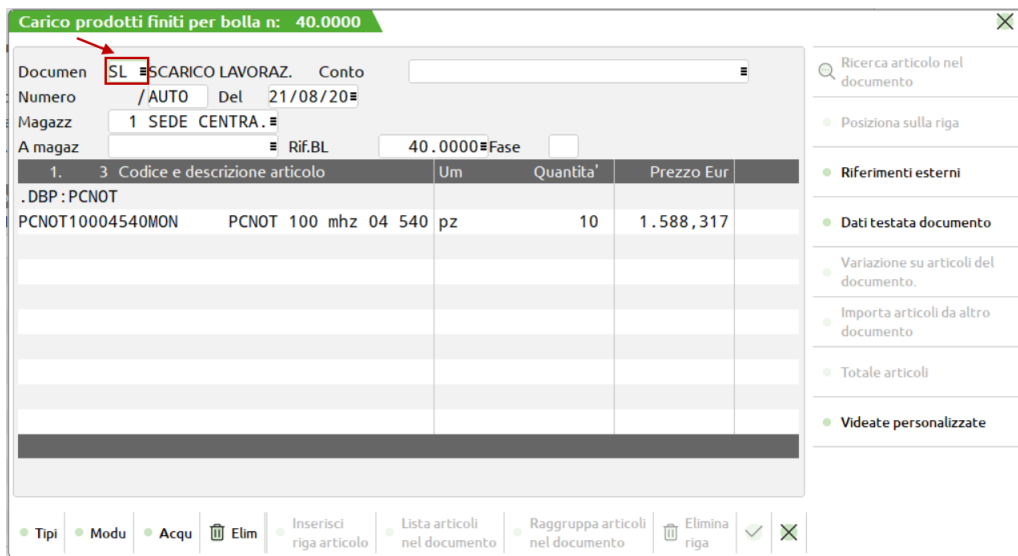 Carico prodotti finiti per bolla n: 40.0000
Documen SL SCARICO LAVORAZ. Conto
Numero / AUTO Del 21/08/20
Magazz 1 SEDE CENTRA.
A magaz Rif.BL 40.0000 Fase
1. 3 Codice e descrizione articolo Um Quantita' Prezzo Eur
.DBP:PCNOT
PCNOT10004540MON PCNOT 100 mhz 04 540 pz 10 1.588,317
Ricerca articolo nel
documento
Posiziona sulla riga
Riferimenti esterni
Dati testata documento
Variazione su articoli del
documento.
Importa articoli da altro
documento
Totale articoli
Videate personalizzate
Tipi Modu Acqu Elim
Inserisci
riga articolo
Lista articoli
nel documento
Raggruppa articoli
nel documento
Elimina
riga